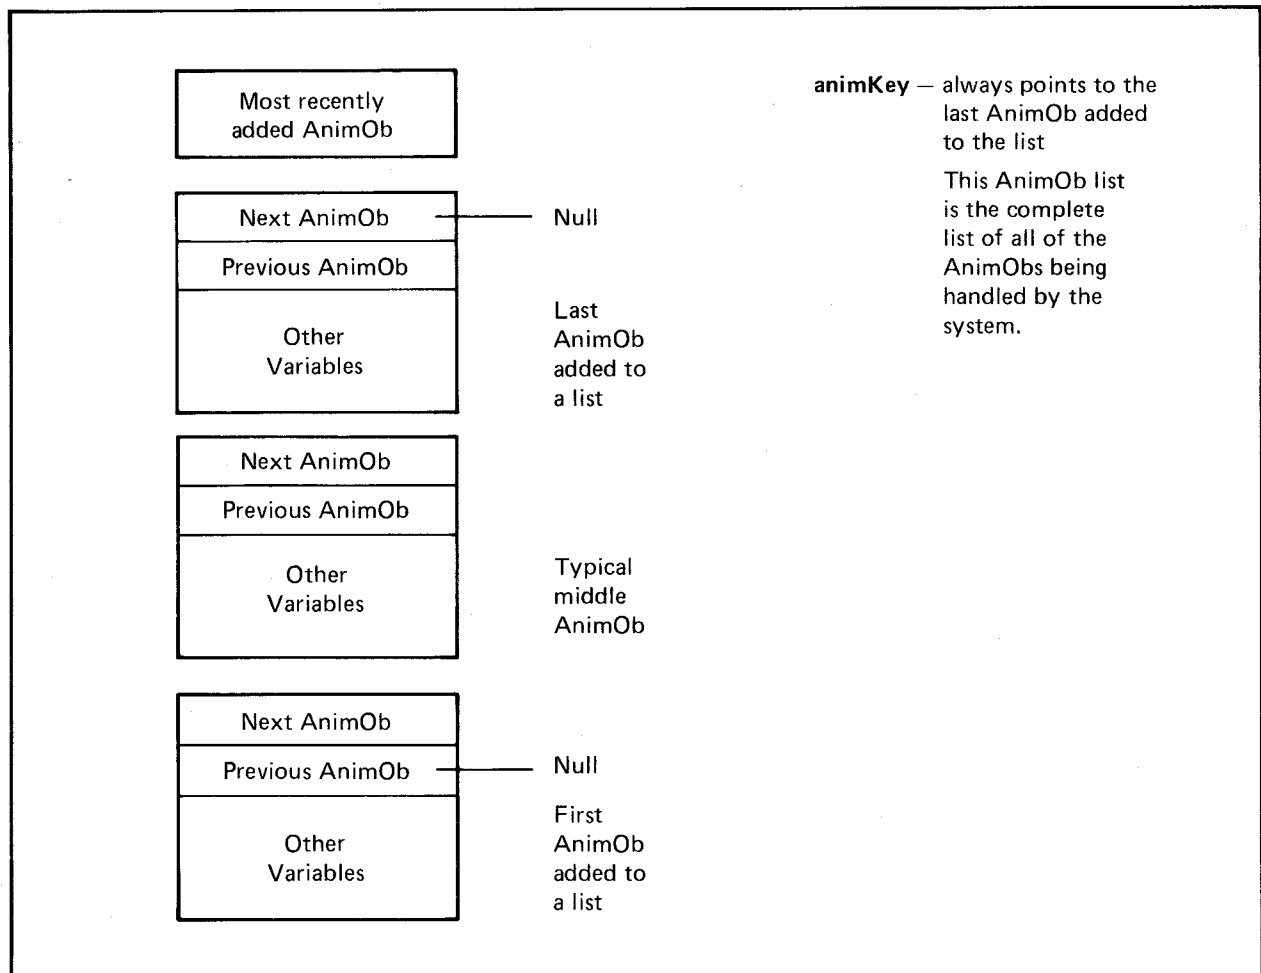 Most recently
added AnimOb
animKey — always points to the
last AnimOb added
to the list
This AnimOb list
is the complete
list of all of the
AnimObs being
handled by the
system.
Next AnimOb
Null
Previous AnimOb
Other
Variables
Last
AnimOb
added to
a list
Next AnimOb
Previous AnimOb
Other
Variables
Typical
middle
AnimOb
Next AnimOb
Previous AnimOb
Null
Other
Variables
First
AnimOb
added to
a list